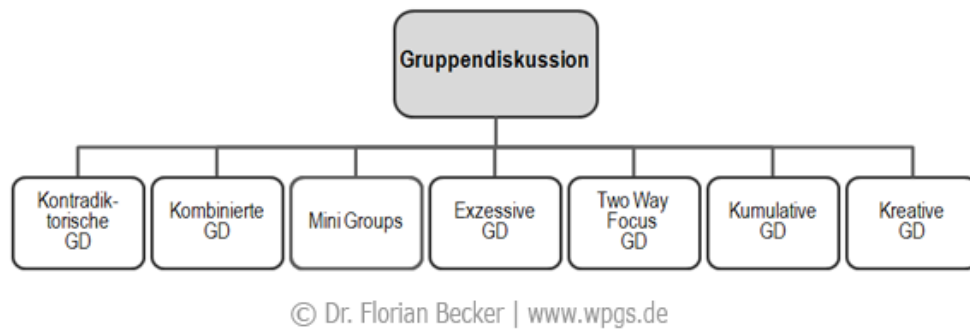 Gruppendiskussion
Kontradik-
torische
GD
Kombinierte
GD
Mini Groups
Exzessive
GD
Two Way
Focus
GD
Kumulative
GD
Kreative
GD
© Dr. Florian Becker | www.wpgs.de